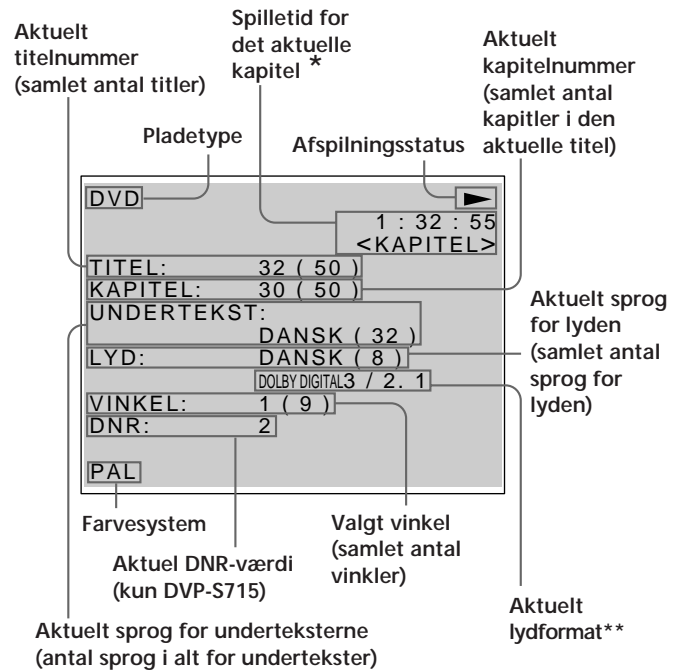 Aktuelt
titelnummer
(samlet antal titler)
Spilletid for
det aktuelle
kapitel *
Aktuelt
kapitelnummer
(samlet antal
kapitler i den
aktuelle titel)
Pladetype
Afspilningsstatus
DVD
1 : 32 : 55
<KAPITEL>
TITEL: 32 ( 50 )
KAPITEL: 30 ( 50 )
UNDERTEKST:
DANSK ( 32 )
LYD: DANSK ( 8 )
DOLBY DIGITAL 3 / 2. 1
VINKEL: 1 ( 9 )
DNR: 2
PAL
Aktuelt sprog
for lyden
(samlet antal
sprog for
lyden)
Farvesystem
Aktuel DNR-værdi
(kun DVP-S715)
Valgt vinkel
(samlet antal
vinkler)
Aktuelt
lydformat**
Aktuelt sprog for underteksterne
(antal sprog i alt for undertekster)